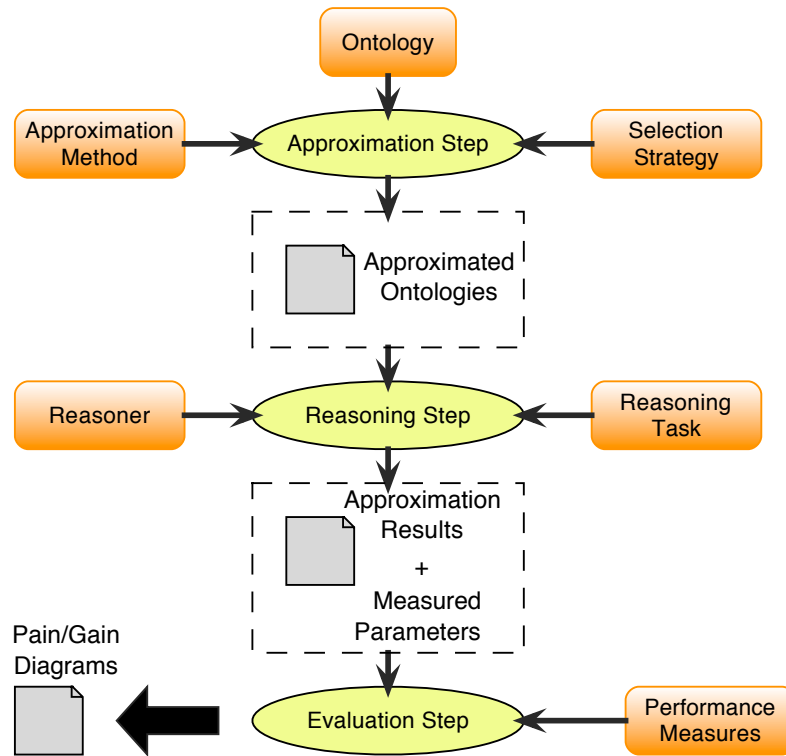 Ontology
Approximation
Method
Approximation Step
Selection
Strategy
Approximated
Ontologies
Reasoner
Reasoning Step
Reasoning
Task
Approximation
Results
+
Measured
Parameters
Pain/Gain
Diagrams
Evaluation Step
Performance
Measures